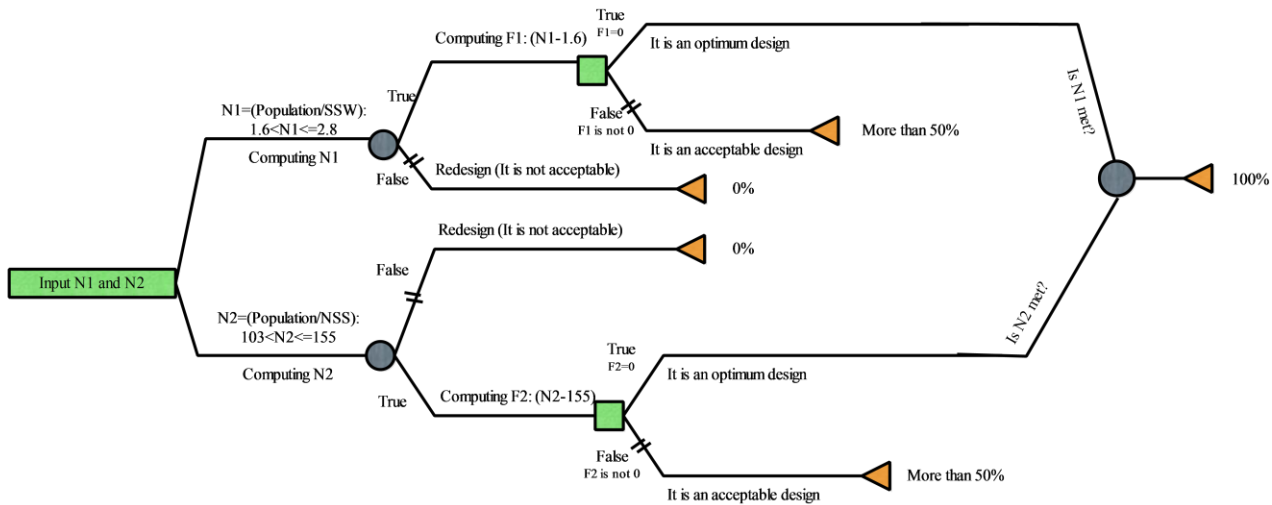 Input N1 and N2
N1=(Population/SSW):
1.6<N1<=2.8
Computing N1
True
False
Computing F1: (N1-1.6)
True
F1=0
It is an optimum design
False
F1 is not 0
It is an acceptable design
More than 50%
Redesign (It is not acceptable)
0%
Is N1 met?
100%
Redesign (It is not acceptable)
0%
False
N2=(Population/NSS):
103<N2<=155
Computing N2
True
Computing F2: (N2-155)
True
F2=0
It is an optimum design
Is N2 met?
False
F2 is not 0
It is an acceptable design
More than 50%